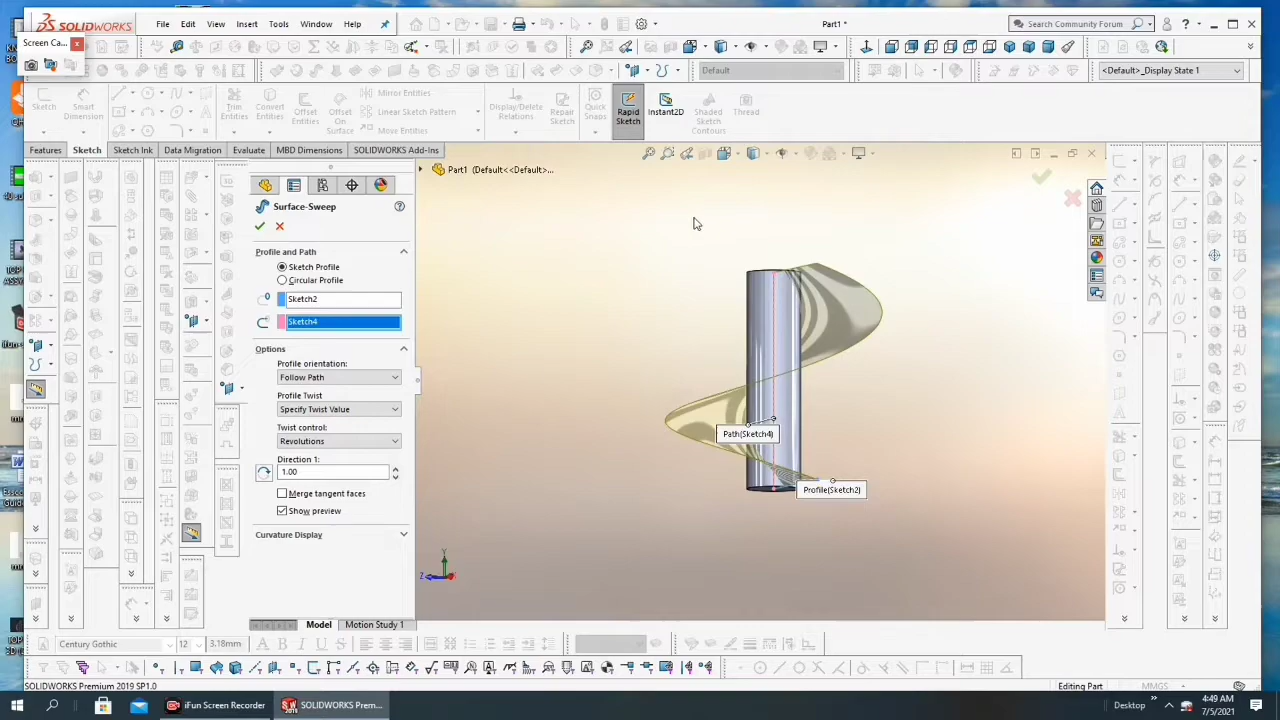 SOLIDWORKS
File Edit View Insert Tools Window Help
Part1 *
Search Community Forum
Screen Ca...
Default
<Default>_Display State 1
Sketch
Smart Dimension
Trim Entities
Convert Entities
Offset Entities
Offset On Surface
Mirror Entities
Linear Sketch Pattern
Move Entities
Display/Delete Relations
Repair Sketch
Quick Snaps
Rapid Sketch
Instant2D
Shaded Sketch Contours
Thread
Features Sketch Sketch Ink Data Migration Evaluate MBD Dimensions SOLIDWORKS Add-Ins
Part1 (Default<<Default>...
Surface-Sweep
Profile and Path
Sketch Profile
Circular Profile
Sketch2
Sketch4
Options
Profile orientation:
Follow Path
Profile Twist
Specify Twist Value
Twist control:
Revolutions
Direction 1:
1.00
Merge tangent faces
Show preview
Curvature Display
Path(Sketch4)
Profile(Sketch2)
Y
Z
Model Motion Study 1
Century Gothic 12 3.18mm
SOLIDWORKS Premium 2019 SP1.0
Editing Part
MMGS
iFun Screen Recorder
SOLIDWORKS Prem...
Desktop
4:49 AM
7/5/2021